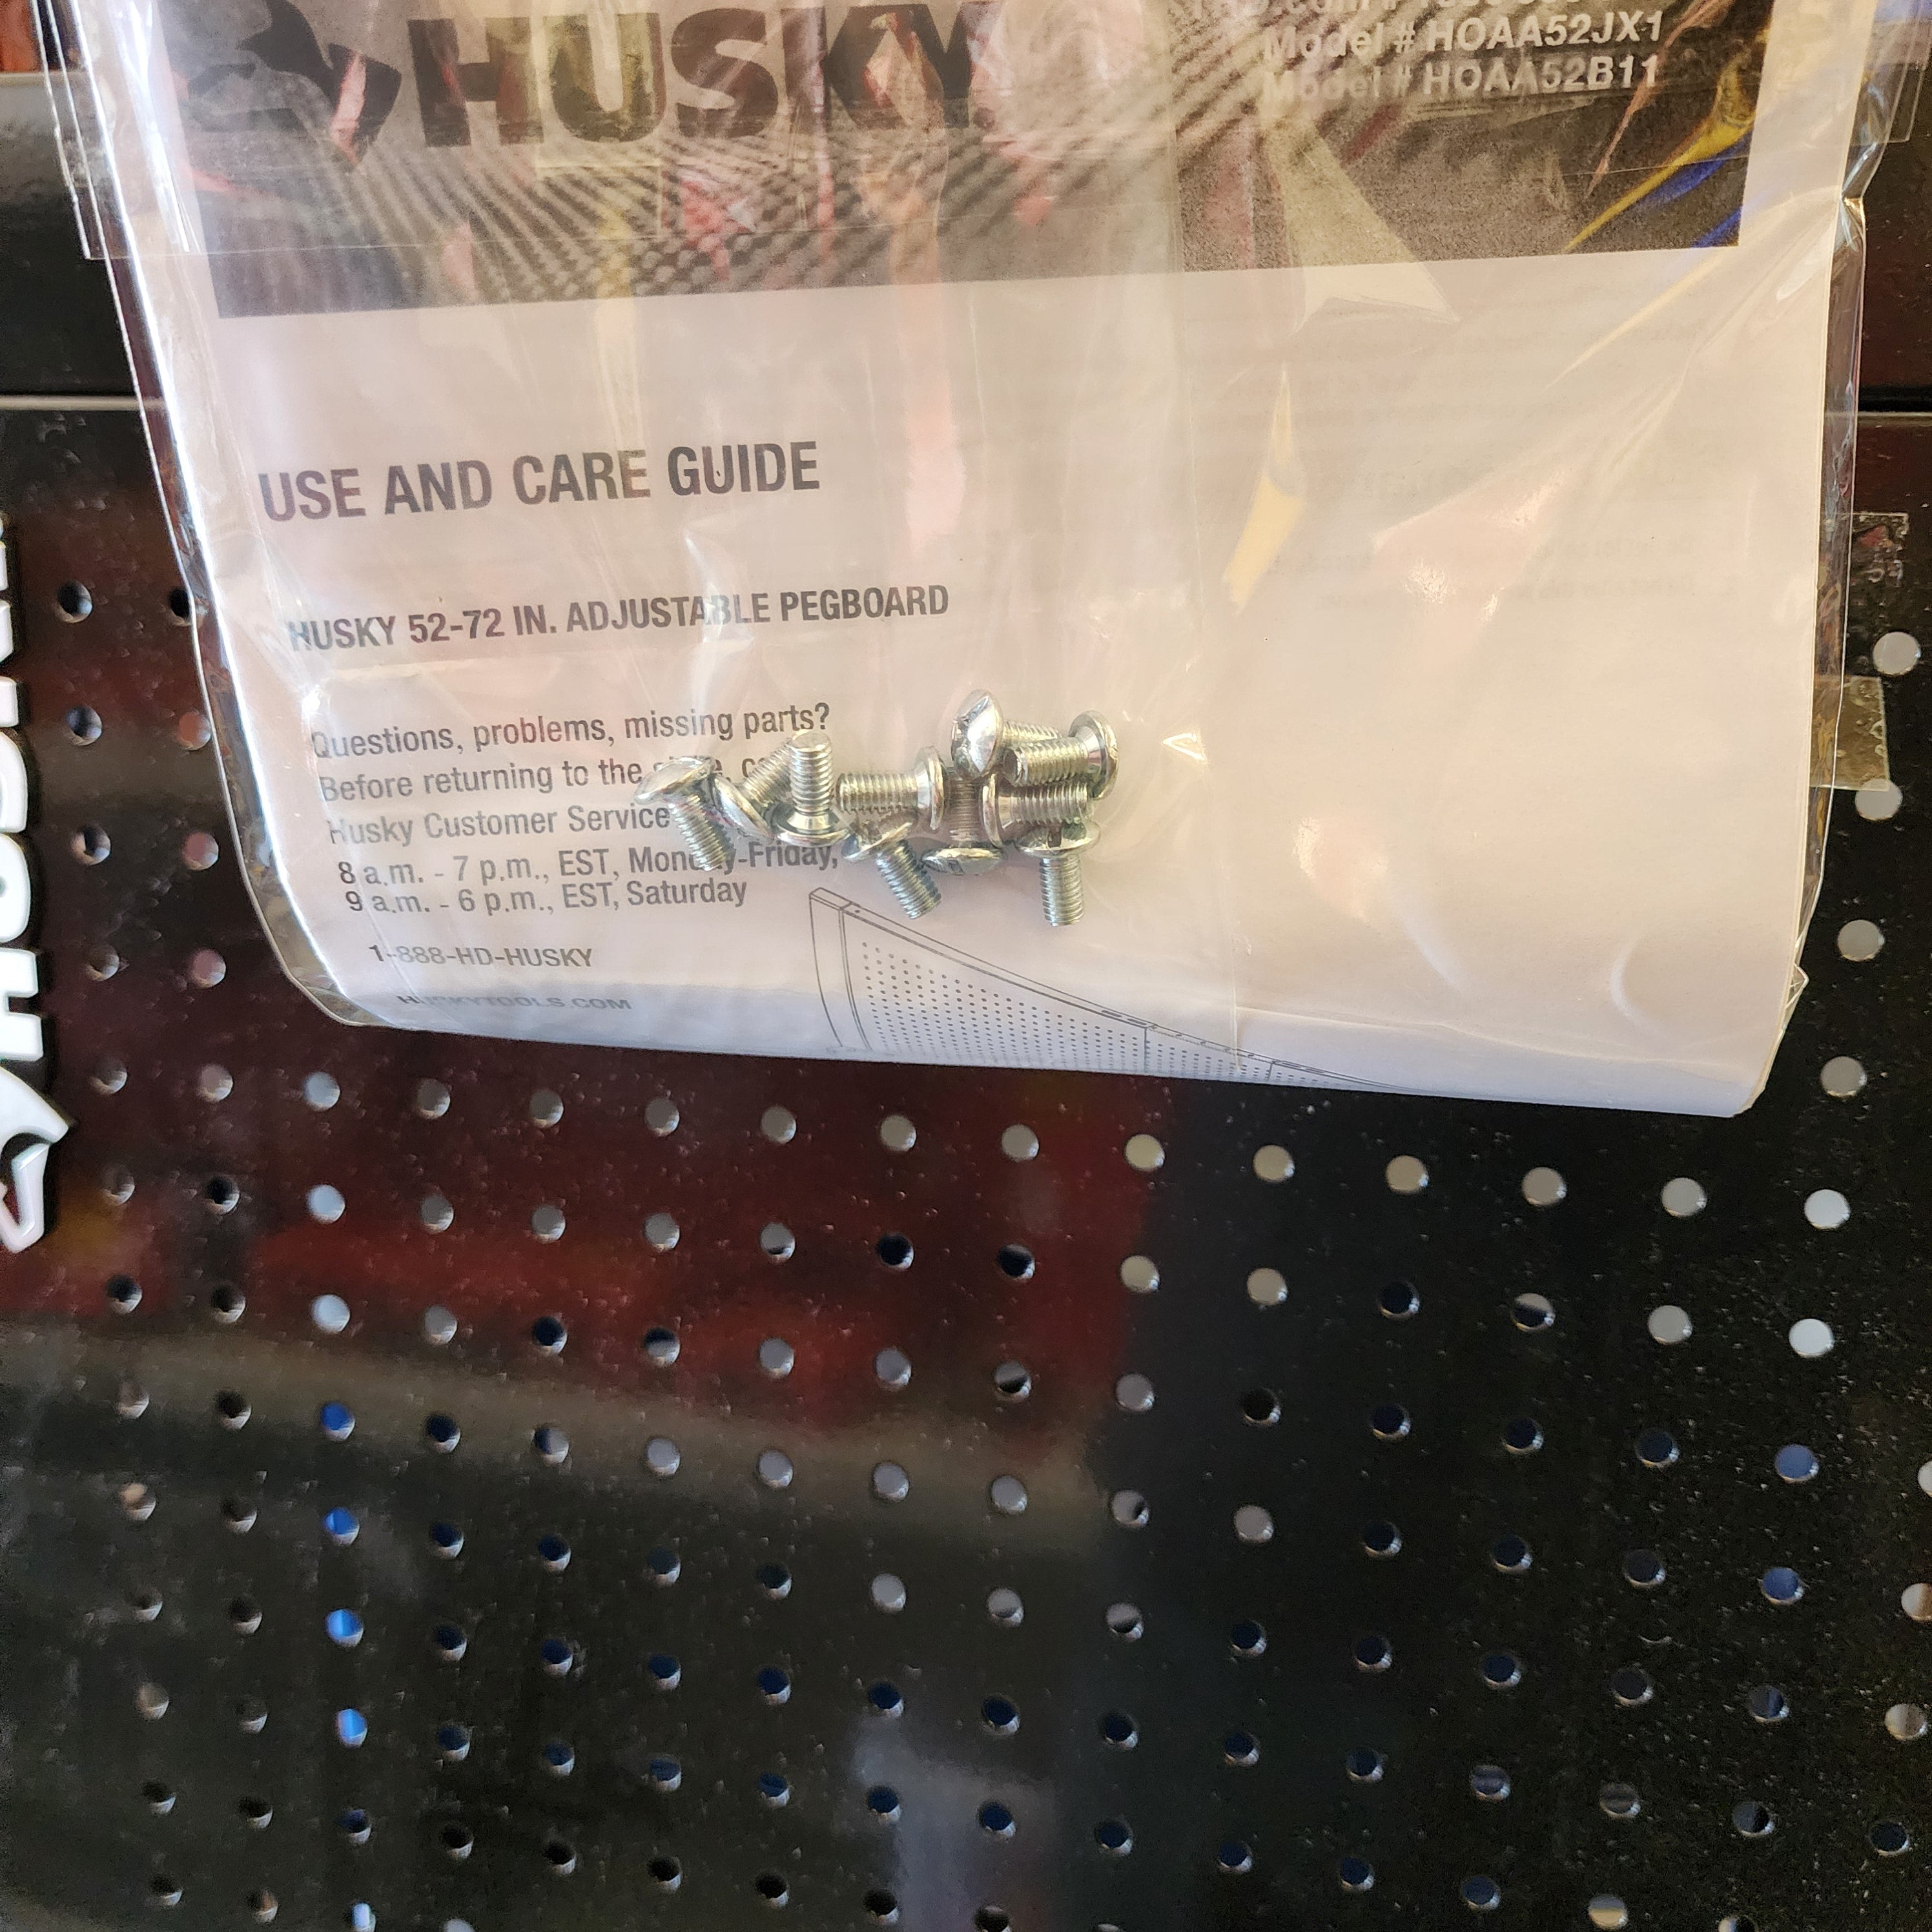 HUSKY
Model # HOAA52JX1
Model # HOAA52B11
USE AND CARE GUIDE
HUSKY 52-72 IN. ADJUSTABLE PEGBOARD
Questions, problems, missing parts?
Before returning to the
Husky Customer Service
8 a.m. - 7 p.m., EST, Monday-Friday,
9 a.m. - 6 p.m., EST, Saturday
1-888-HD-HUSKY
HUSKYTOOLS.COM